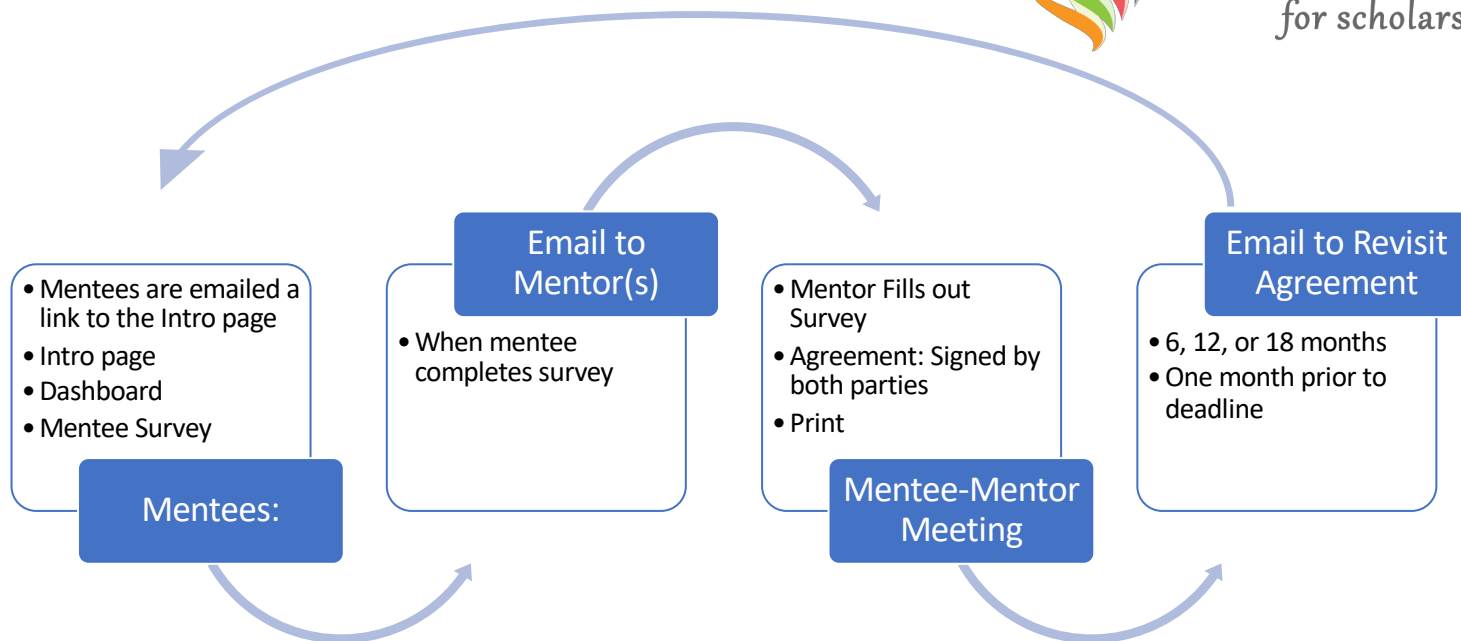 for scholars
• Mentees are emailed a
link to the Intro page
• Intro page
• Dashboard
• Mentee Survey
Mentees:
Email to
Mentor(s)
• When mentee
completes survey
• Mentor Fills out
Survey
• Agreement: Signed by
both parties
• Print
Mentee-Mentor
Meeting
Email to Revisit
Agreement
• 6, 12, or 18 months
• One month prior to
deadline